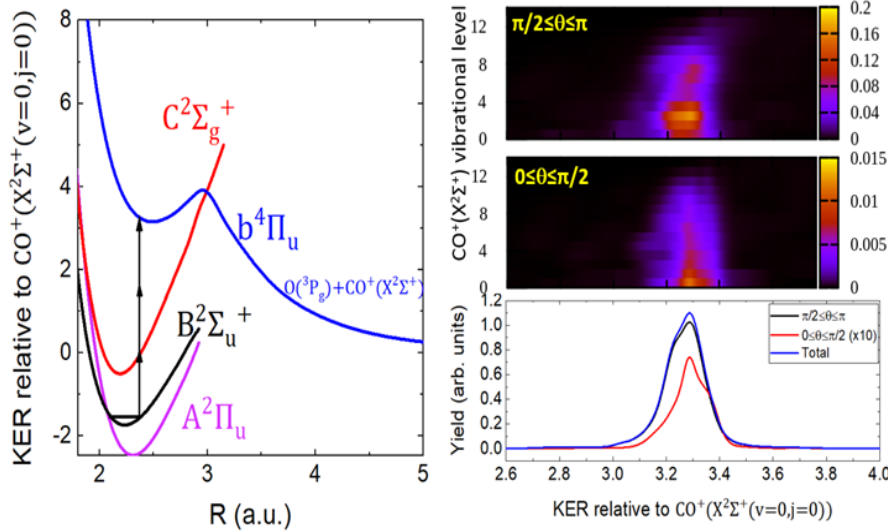 KER relative to CO⁺(X²Σ⁺(v=0,j=0))
8
6
4
2
0
-2
C²Σg⁺
b⁴Πu
O(³Pg)+CO⁺(X²Σ⁺)
B²Σu⁺
A²Πu
2
3
4
5
R (a.u.)
CO⁺(X²Σ⁺) vibrational level
12
8
4
0
π/2≤θ≤π
0.2
0.16
0.12
0.08
0.04
0
12
8
4
0
0≤θ≤π/2
0.015
0.01
0.005
0
Yield (arb. units)
1.2
1.0
0.8
0.6
0.4
0.2
0.0
π/2≤θ≤π
0≤θ≤π/2 (x10)
Total
2.6
2.8
3.0
3.2
3.4
3.6
3.8
4.0
KER relative to CO⁺(X²Σ⁺(v=0,j=0))